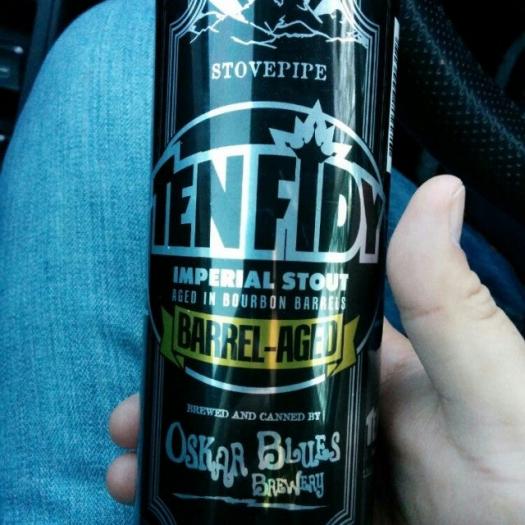 STOVEPIPE
TENFIDY
IMPERIAL STOUT
AGED IN BOURBON BARRELS
BARREL-AGED
BREWED AND CANNED BY
OSKAR BLUES
BREWERY